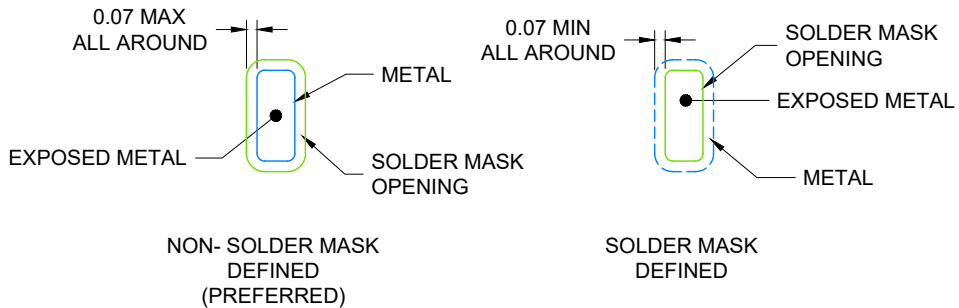 0.07 MAX
ALL AROUND
METAL
EXPOSED METAL
SOLDER MASK
OPENING
NON- SOLDER MASK
DEFINED
(PREFERRED)
0.07 MIN
ALL AROUND
SOLDER MASK
OPENING
EXPOSED METAL
METAL
SOLDER MASK
DEFINED